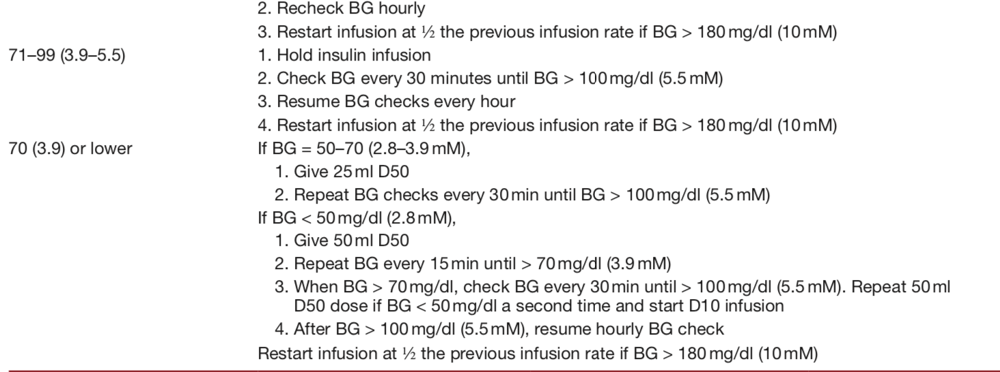 2. Recheck BG hourly
3. Restart infusion at ½ the previous infusion rate if BG > 180 mg/dl (10 mM)
71–99 (3.9–5.5) 1. Hold insulin infusion
2. Check BG every 30 minutes until BG > 100 mg/dl (5.5 mM)
3. Resume BG checks every hour
4. Restart infusion at ½ the previous infusion rate if BG > 180 mg/dl (10 mM)
70 (3.9) or lower If BG = 50–70 (2.8–3.9 mM),
1. Give 25 ml D50
2. Repeat BG checks every 30 min until BG > 100 mg/dl (5.5 mM)
If BG < 50 mg/dl (2.8 mM),
1. Give 50 ml D50
2. Repeat BG every 15 min until > 70 mg/dl (3.9 mM)
3. When BG > 70 mg/dl, check BG every 30 min until > 100 mg/dl (5.5 mM). Repeat 50 ml
D50 dose if BG < 50 mg/dl a second time and start D10 infusion
4. After BG > 100 mg/dl (5.5 mM), resume hourly BG check
Restart infusion at ½ the previous infusion rate if BG > 180 mg/dl (10 mM)